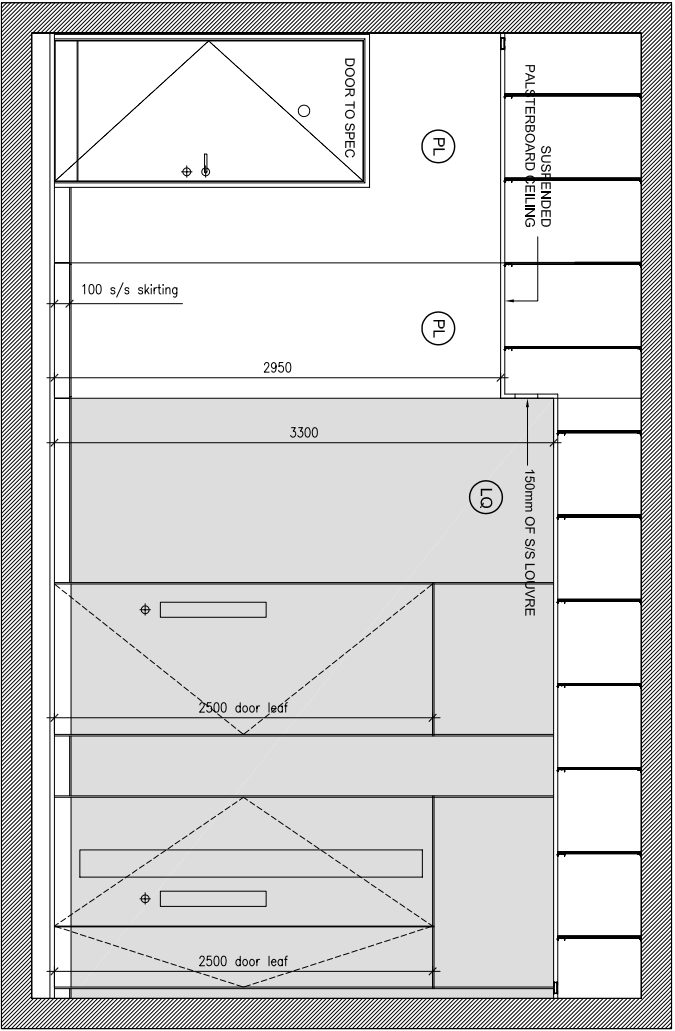 DOOR TO SPEC
PL
SUSPENDED
PALSTERBOARD CEILING
100 s/s skirting
PL
2950
3300
LQ
150mm OF S/S LOUVRE
2500 door leaf
2500 door leaf